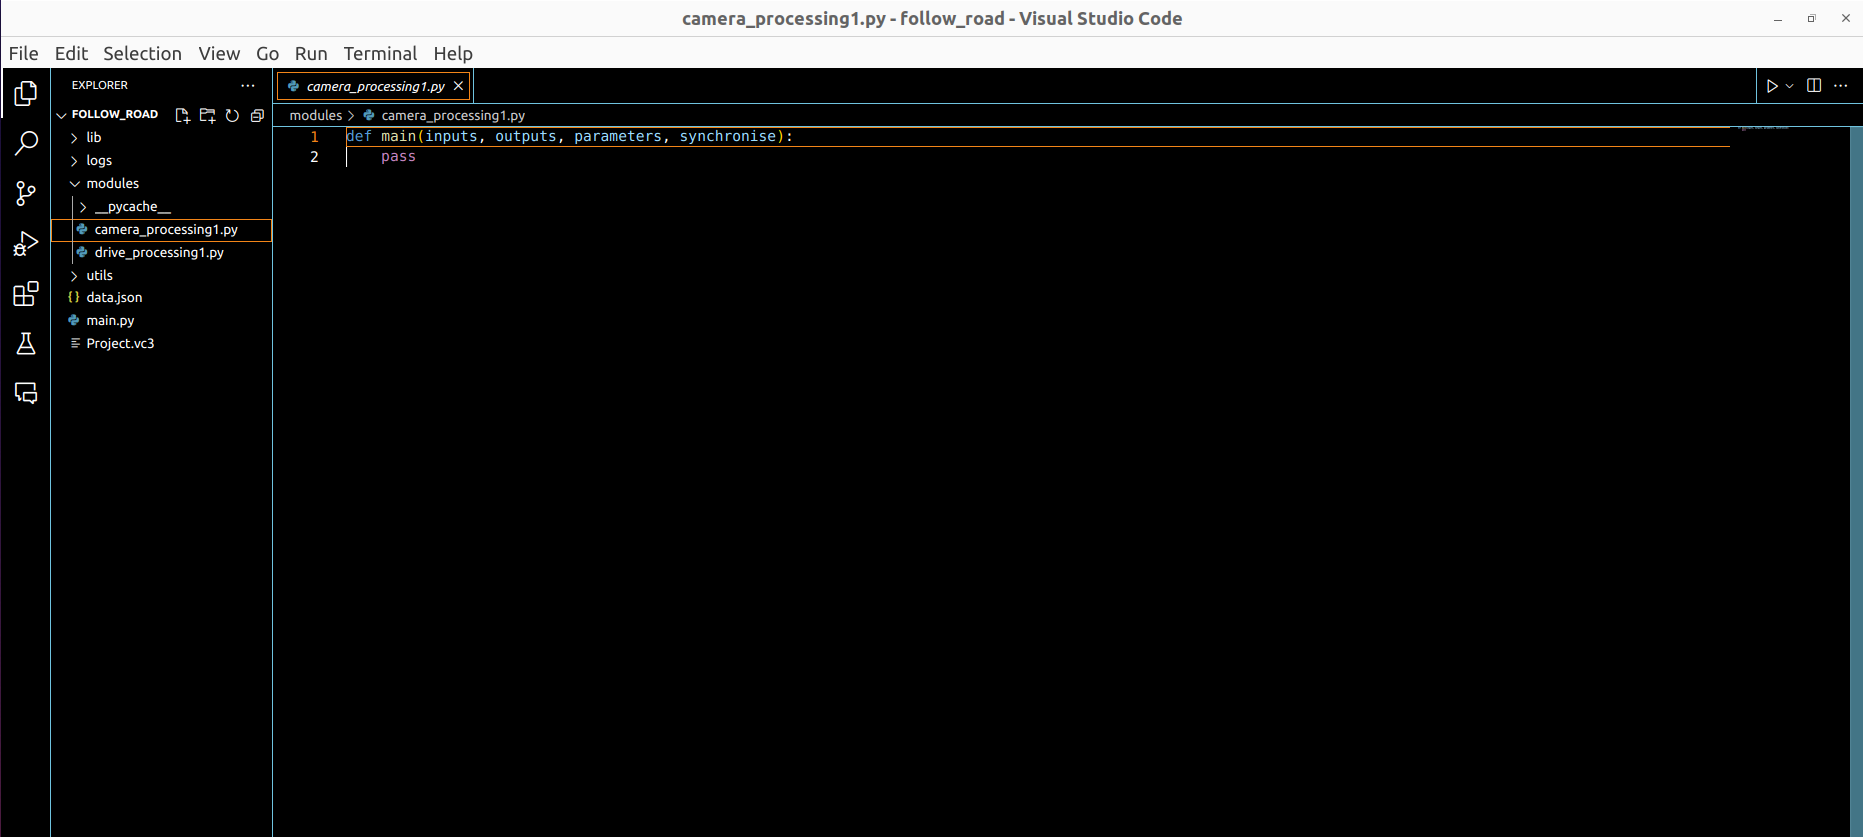 camera_processing1.py - follow_road - Visual Studio Code
File Edit Selection View Go Run Terminal Help
EXPLORER
FOLLOW_ROAD
lib
logs
modules
__pycache__
camera_processing1.py
drive_processing1.py
utils
data.json
main.py
Project.vc3
camera_processing1.py
modules > camera_processing1.py
1 def main(inputs, outputs, parameters, synchronise):
2 pass